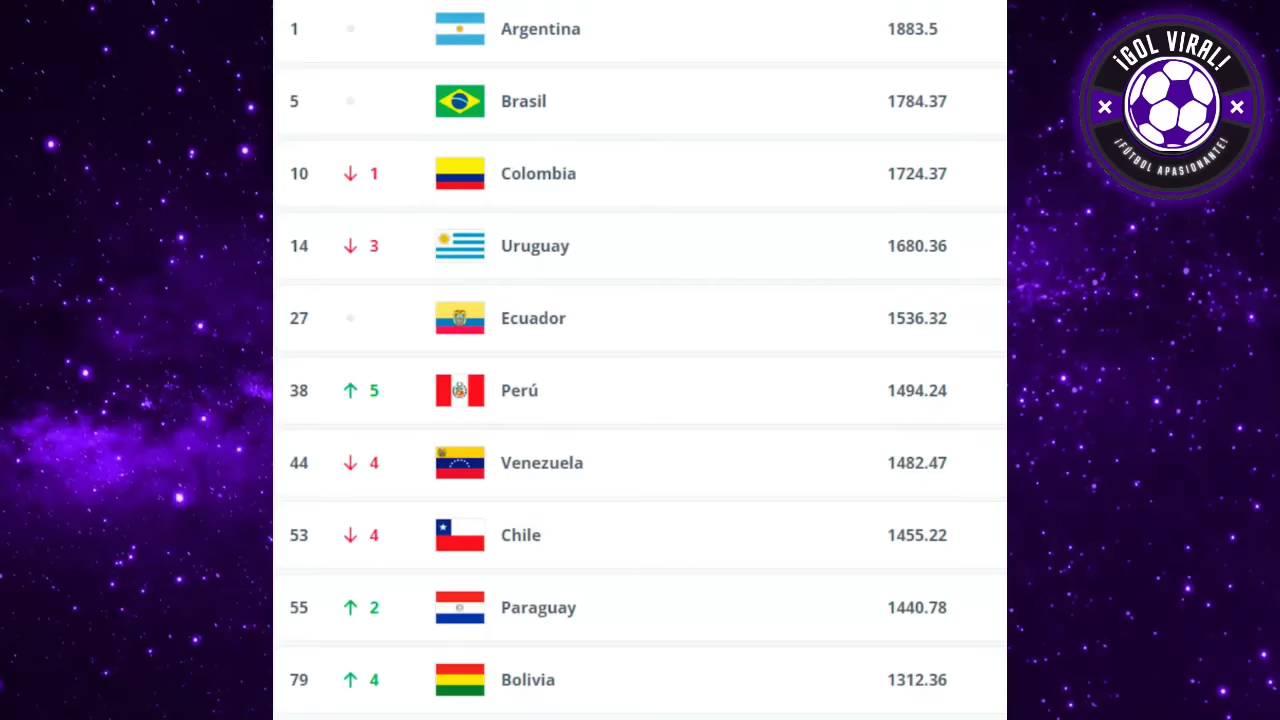 1 Argentina 1883.5
5 Brasil 1784.37
10 ↓ 1 Colombia 1724.37
14 ↓ 3 Uruguay 1680.36
27 Ecuador 1536.32
38 ↑ 5 Perú 1494.24
44 ↓ 4 Venezuela 1482.47
53 ↓ 4 Chile 1455.22
55 ↑ 2 Paraguay 1440.78
79 ↑ 4 Bolivia 1312.36
¡GOL VIRAL!
¡FÚTBOL APASIONANTE!